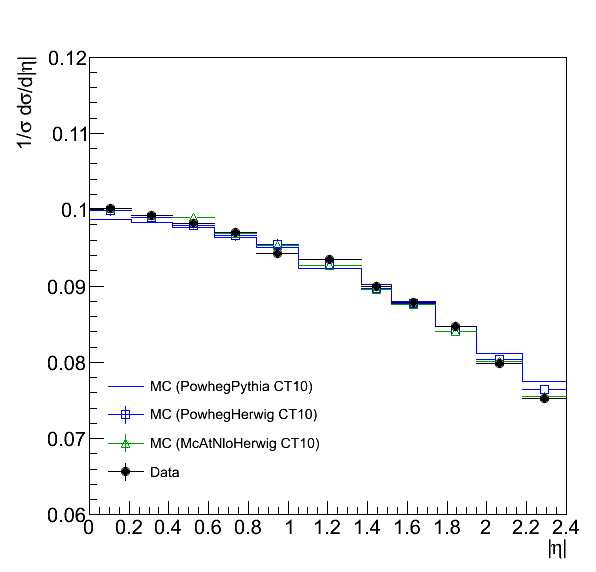 1/σ dσ/d|η|
0.12
0.11
0.1
0.09
0.08
0.07
0.06
MC (PowhegPythia CT10)
MC (PowhegHerwig CT10)
MC (McAtNloHerwig CT10)
Data
0 0.2 0.4 0.6 0.8 1 1.2 1.4 1.6 1.8 2 2.2 2.4
|η|